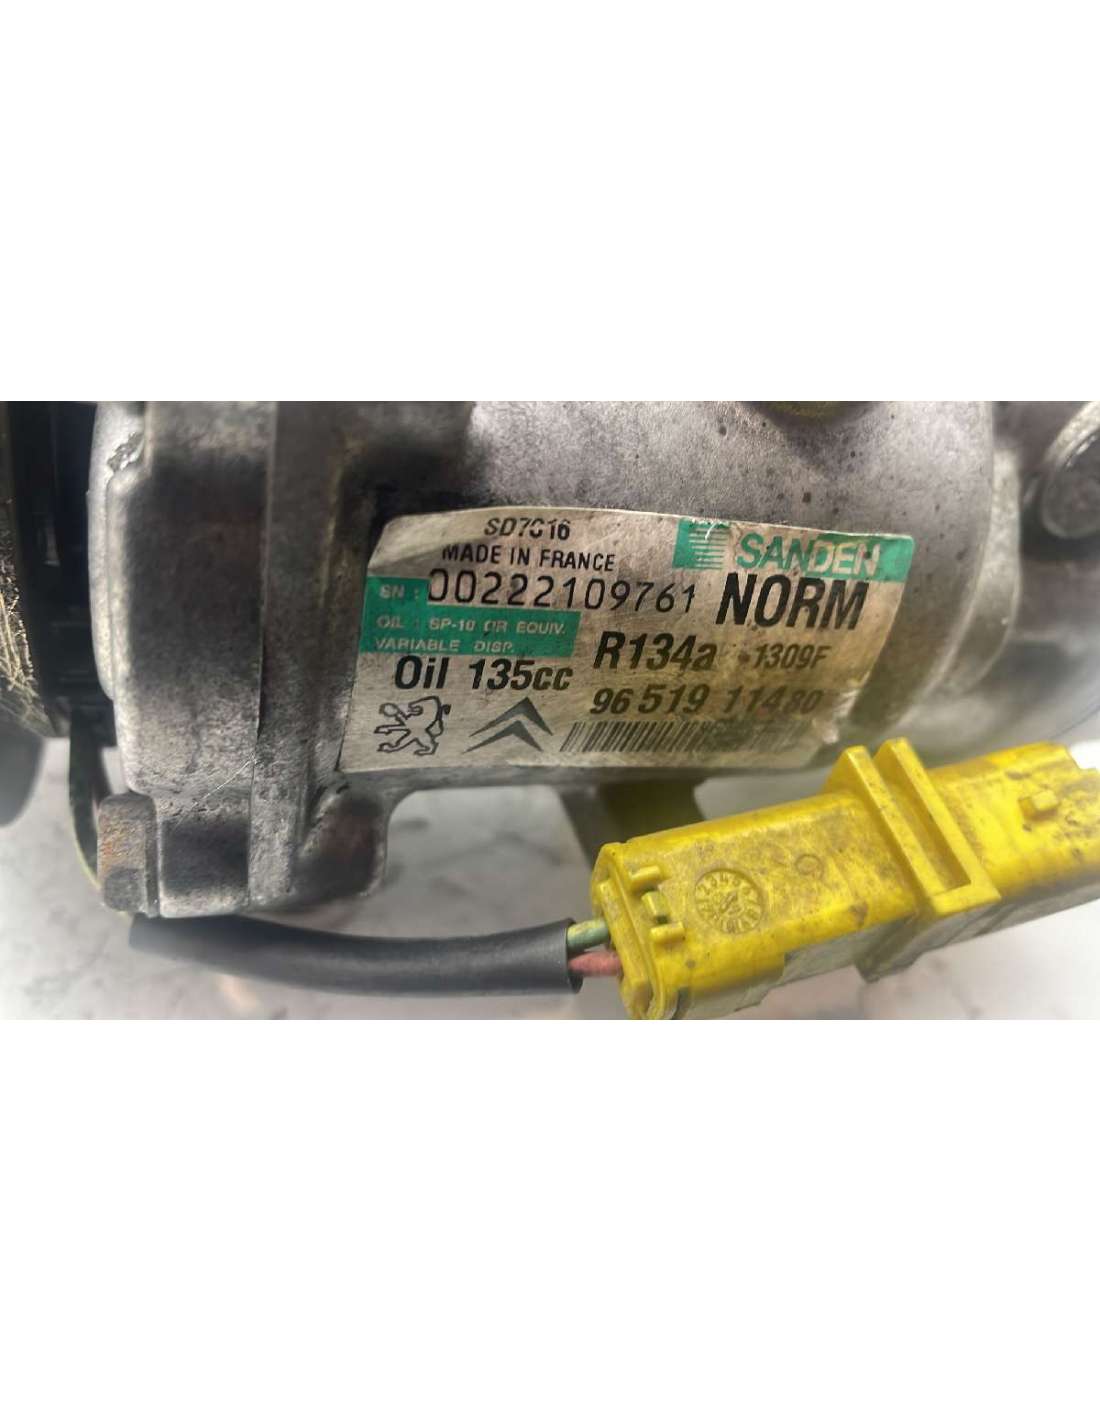 SD7C16
MADE IN FRANCE
SANDEN
SN : 00222109761 NORM
OIL : SP-10 OR EQUIV.
VARIABLE DISP.
R134a 1309F
Oil 135cc
96 519 11480